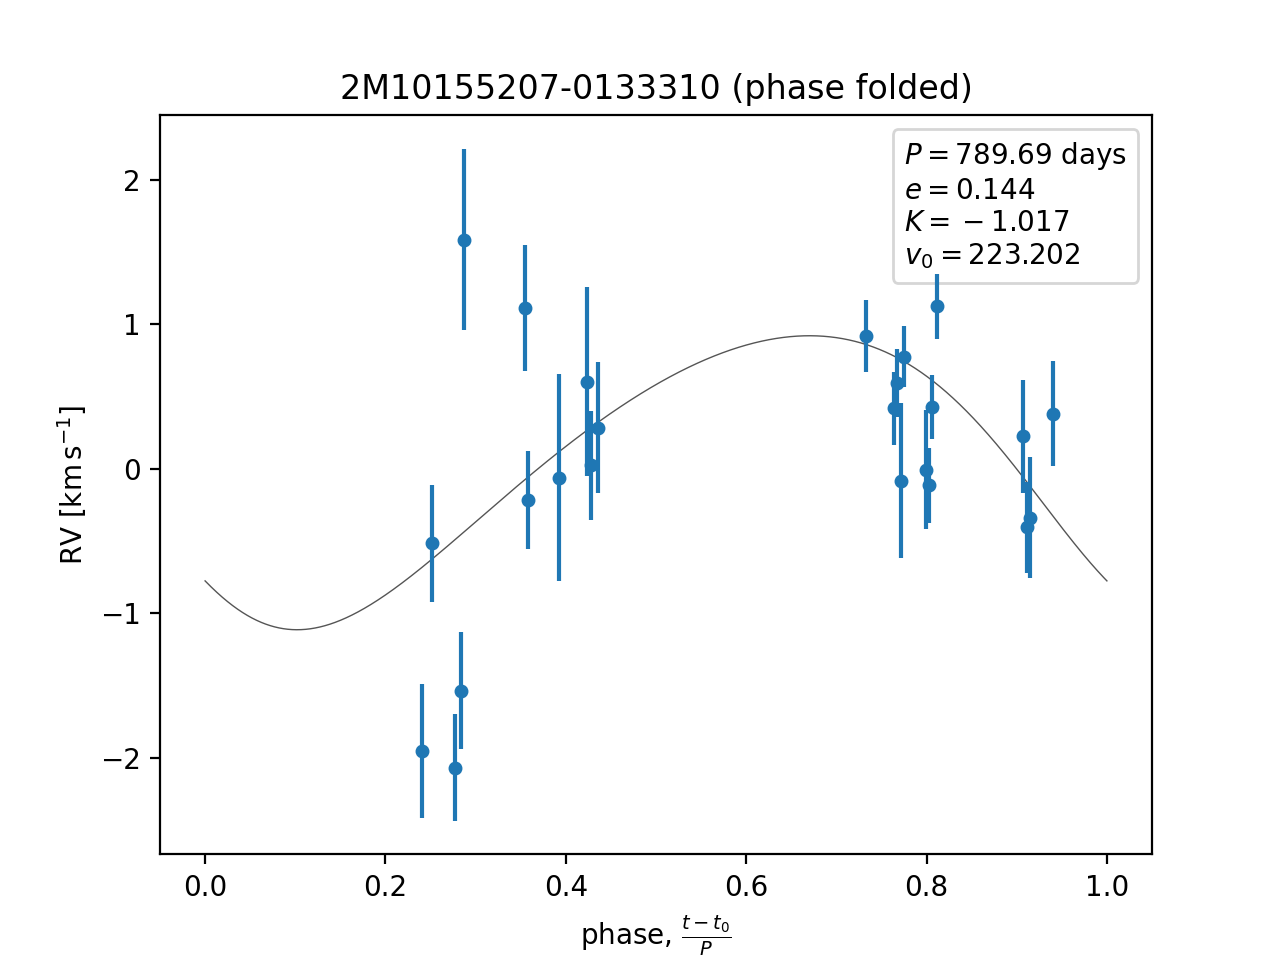 2M10155207-0133310 (phase folded)
P = 789.69 days
e = 0.144
K = −1.017
v₀ = 223.202
2
1
0
−1
−2
RV [km s⁻¹]
0.0 0.2 0.4 0.6 0.8 1.0
phase, (t − t₀)/P